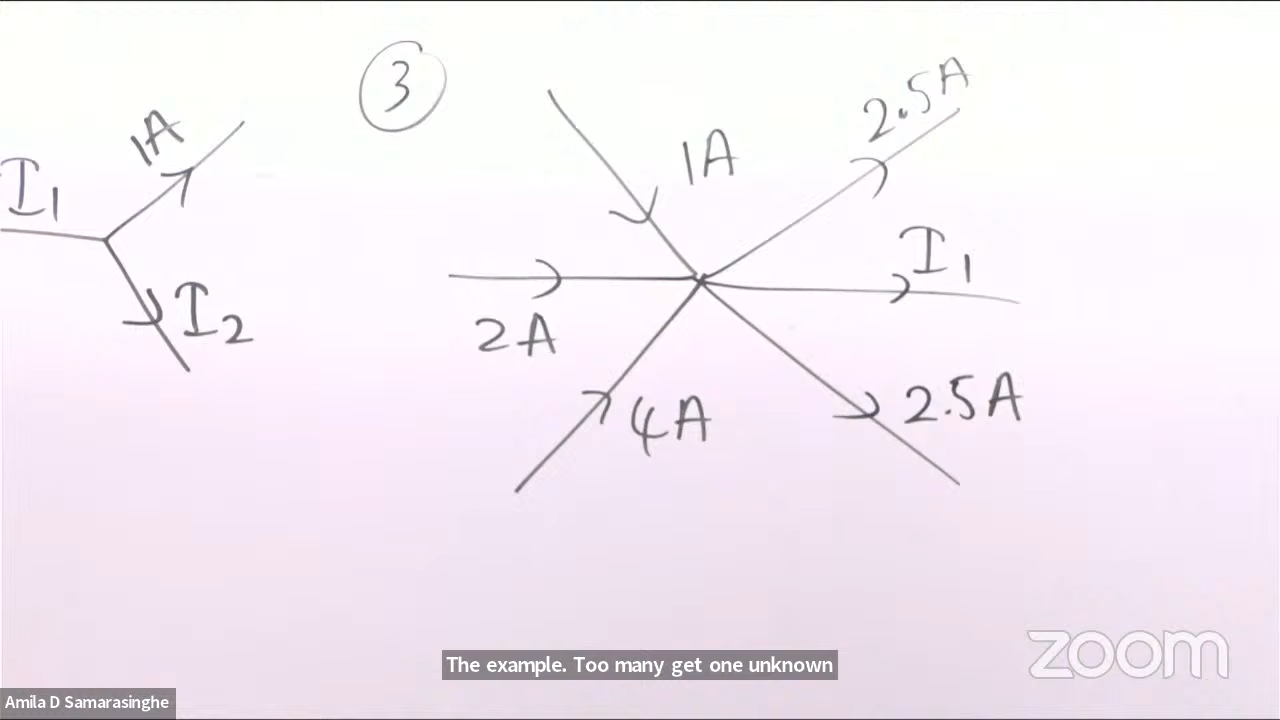 3
1A
I1
I2
1A
2.5A
I1
2A
4A
2.5A
The example. Too many get one unknown
zoom
Amila D Samarasinghe